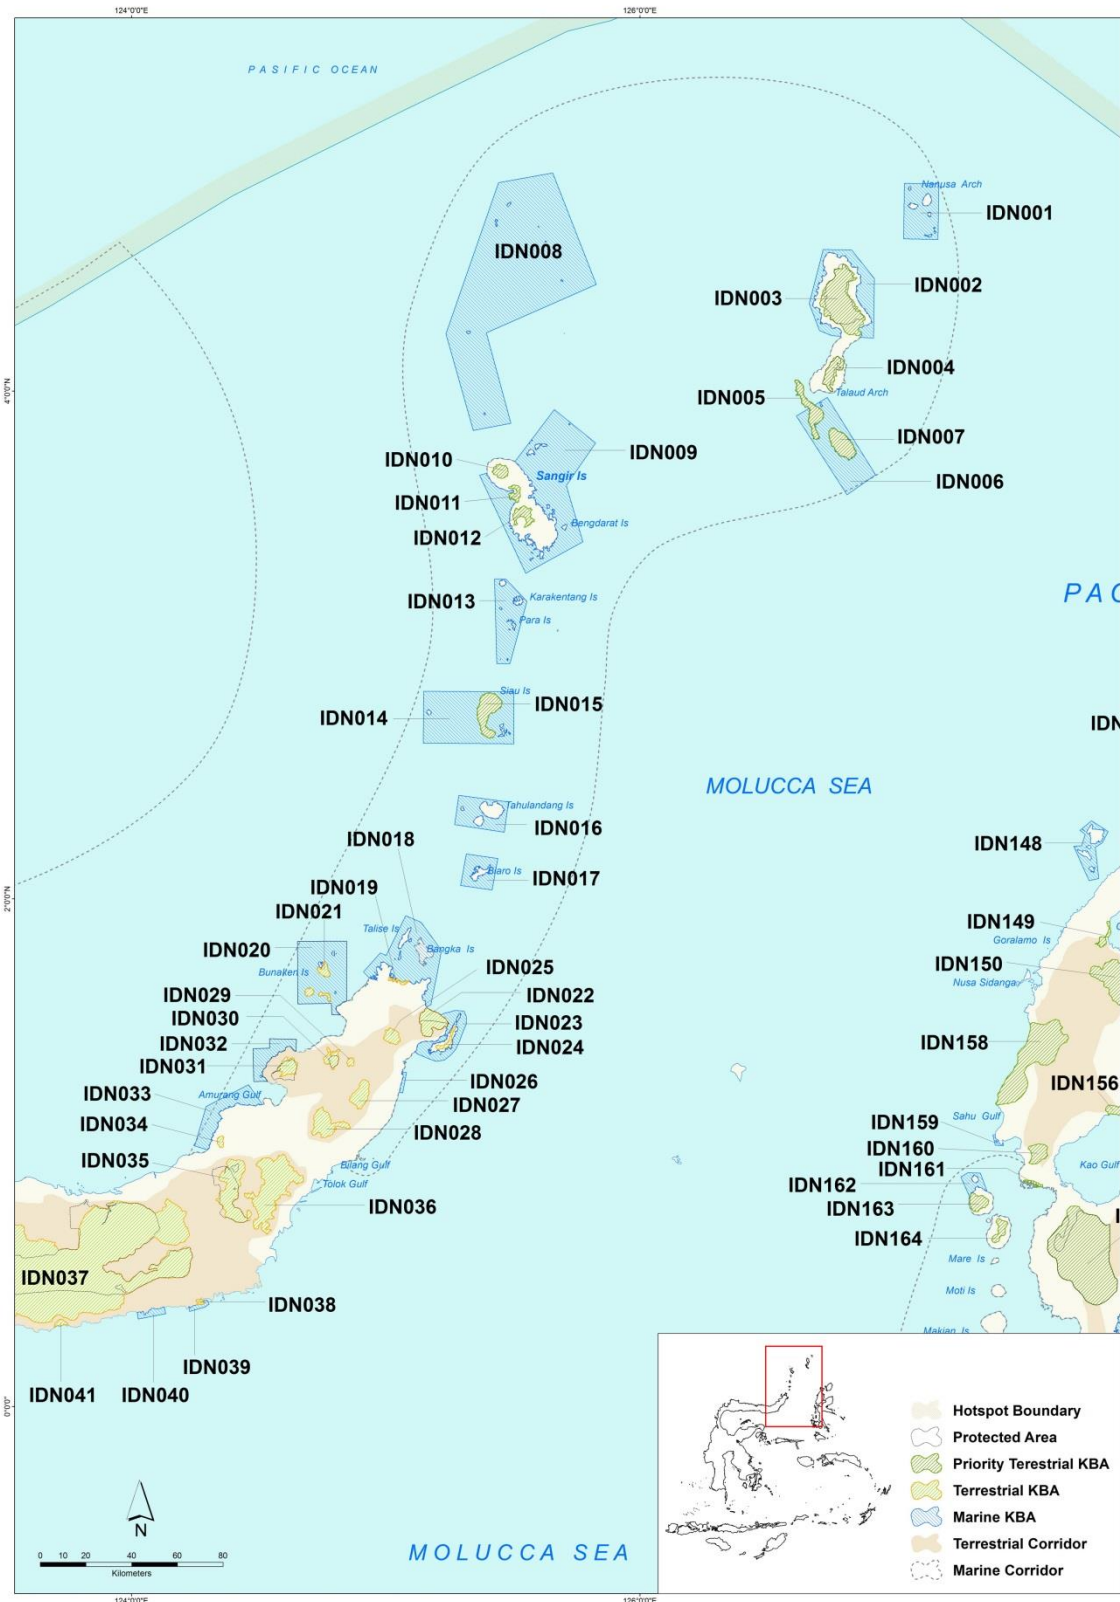 124°0'0"E
126°0'0"E
PASIFIC OCEAN
Nanusa Arch
IDN001
IDN008
IDN002
IDN003
IDN004
4°0'0"N
Talaud Arch
IDN005
IDN007
IDN009
IDN010
Sangir Is
IDN006
IDN011
Bengdarat Is
IDN012
PAC
IDN013
Karakentang Is
Para Is
Siau Is
IDN015
IDN014
IDN
MOLUCCA SEA
Tahulandang Is
IDN016
IDN018
IDN148
Biaro Is
IDN017
IDN019
2°0'0"N
IDN021
Talise Is
IDN149
Goralamo Is
IDN020
Bangka Is
IDN025
IDN150
Bunaken Is
Nusa Sidanga
IDN029
IDN022
IDN030
IDN023
IDN032
IDN024
IDN158
IDN031
IDN026
IDN156
IDN033
Amurang Gulf
IDN027
Sahu Gulf
IDN034
IDN159
IDN028
IDN160
IDN035
Bilang Gulf
IDN161
Kao Gulf
Tolok Gulf
IDN162
IDN036
IDN163
IDN164
Mare Is
IDN037
Moti Is
IDN038
Makian Is
IDN039
IDN041
IDN040
0°0'0"
Hotspot Boundary
Protected Area
Priority Terestrial KBA
Terrestrial KBA
Marine KBA
Terrestrial Corridor
Marine Corridor
N
0 10 20 40 60 80
Kilometers
MOLUCCA SEA
124°0'0"E
126°0'0"E